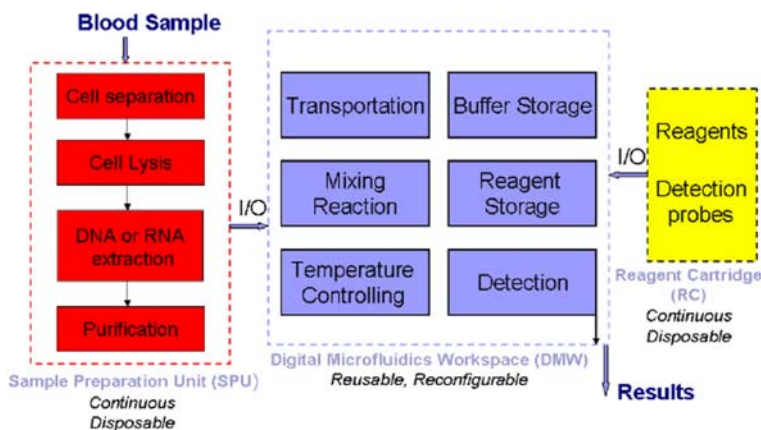 Blood Sample
Cell separation
Cell Lysis
DNA or RNA
extraction
Purification
Sample Preparation Unit (SPU)
Continuous
Disposable
I/O
Transportation
Buffer Storage
Mixing
Reaction
Reagent
Storage
Temperature
Controlling
Detection
Digital Microfluidics Workspace (DMW)
Reusable, Reconfigurable
Results
I/O
Reagents
Detection
probes
Reagent Cartridge
(RC)
Continuous
Disposable